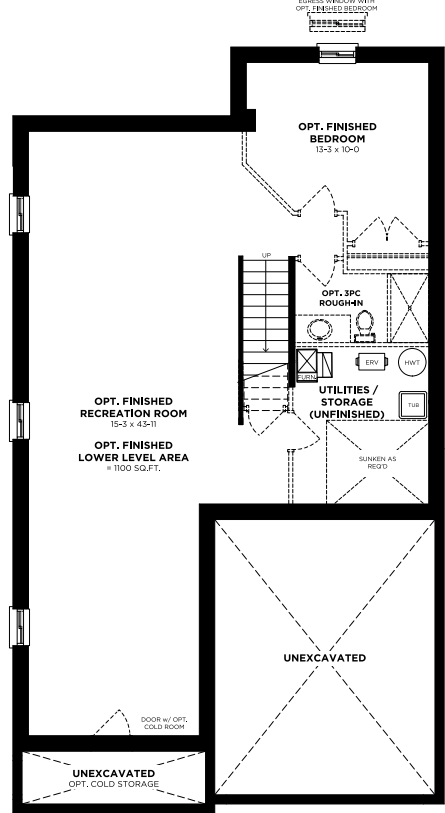 EGRESS WINDOW WITH
OPT. FINISHED BEDROOM
OPT. FINISHED
BEDROOM
13-3 x 10-0
UP
OPT. 3PC
ROUGH-IN
FURN
ERV
HWT
UTILITIES /
STORAGE
(UNFINISHED)
TUB
OPT. FINISHED
RECREATION ROOM
15-3 x 43-11
OPT. FINISHED
LOWER LEVEL AREA
= 1100 SQ.FT.
SUNKEN AS
REQ'D
UNEXCAVATED
DOOR w/ OPT.
COLD ROOM
UNEXCAVATED
OPT. COLD STORAGE